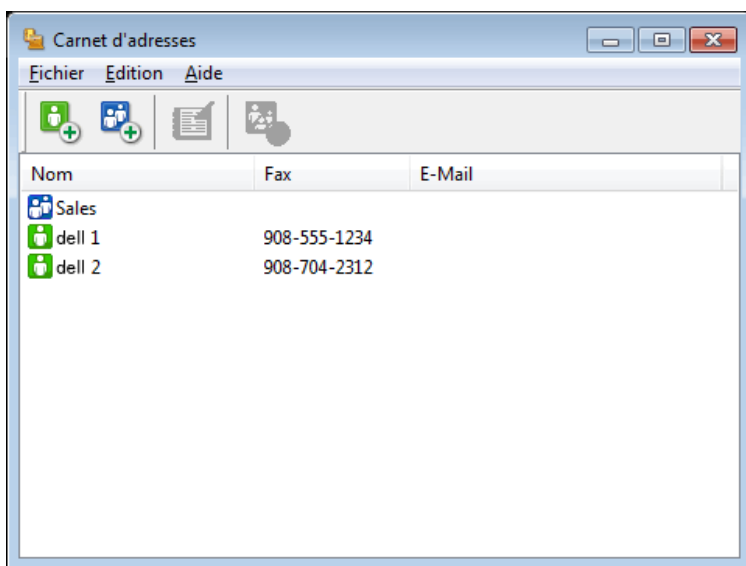 Carnet d'adresses
Fichier Edition Aide
Nom Fax E-Mail
Sales
dell 1 908-555-1234
dell 2 908-704-2312